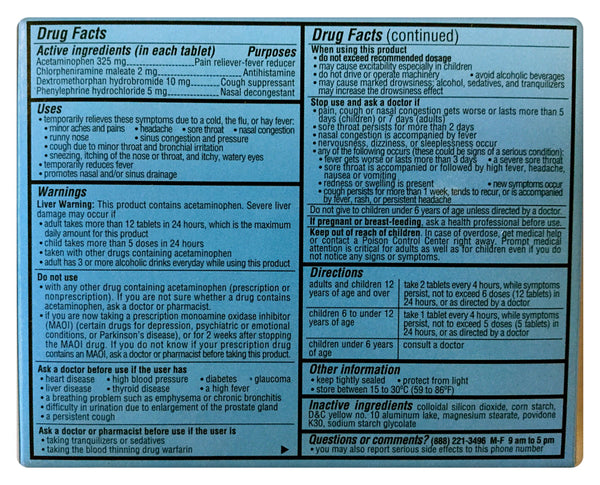 Drug Facts
Active ingredients (in each tablet) Purposes
Acetaminophen 325 mg Pain reliever-fever reducer
Chlorpheniramine maleate 2 mg Antihistamine
Dextromethorphan hydrobromide 10 mg Cough suppressant
Phenylephrine hydrochloride 5 mg Nasal decongestant
Uses
• temporarily relieves these symptoms due to a cold, the flu, or hay fever:
• minor aches and pains • headache • sore throat • nasal congestion
• runny nose • sinus congestion and pressure
• cough due to minor throat and bronchial irritation
• sneezing, itching of the nose or throat, and itchy, watery eyes
• temporarily reduces fever
• promotes nasal and/or sinus drainage
Warnings
Liver Warning: This product contains acetaminophen. Severe liver
damage may occur if
• adult takes more than 12 tablets in 24 hours, which is the maximum
daily amount for this product
• child takes more than 5 doses in 24 hours
• taken with other drugs containing acetaminophen
• adult has 3 or more alcoholic drinks everyday while using this product
Do not use
• with any other drug containing acetaminophen (prescription or
nonprescription). If you are not sure whether a drug contains
acetaminophen, ask a doctor or pharmacist.
• if you are now taking a prescription monoamine oxidase inhibitor
(MAOI) (certain drugs for depression, psychiatric or emotional
conditions, or Parkinson's disease), or for 2 weeks after stopping
the MAOI drug. If you do not know if your prescription drug
contains an MAOI, ask a doctor or pharmacist before taking this product.
Ask a doctor before use if the user has
• heart disease • high blood pressure • diabetes • glaucoma
• liver disease • thyroid disease • a high fever
• a breathing problem such as emphysema or chronic bronchitis
• difficulty in urination due to enlargement of the prostate gland
• a persistent cough
Ask a doctor or pharmacist before use if the user is
• taking tranquilizers or sedatives
• taking the blood thinning drug warfarin
Drug Facts (continued)
When using this product
• do not exceed recommended dosage
• may cause excitability especially in children
• do not drive or operate machinery • avoid alcoholic beverages
• may cause marked drowsiness; alcohol, sedatives, and tranquilizers
may increase the drowsiness effect
Stop use and ask a doctor if
• pain, cough or nasal congestion gets worse or lasts more than 5
days (children) or 7 days (adults)
• sore throat persists for more than 2 days
• nasal congestion is accompanied by fever
• nervousness, dizziness, or sleeplessness occur
• any of the following occurs (these could be signs of a serious condition):
• fever gets worse or lasts more than 3 days • a severe sore throat
• sore throat is accompanied or followed by high fever, headache,
nausea or vomiting
• redness or swelling is present • new symptoms occur
• cough persists for more than 1 week, tends to recur, or is accompanied
by fever, rash, or persistent headache
Do not give to children under 6 years of age unless directed by a doctor.
If pregnant or breast-feeding, ask a health professional before use.
Keep out of reach of children. In case of overdose, get medical help
or contact a Poison Control Center right away. Prompt medical
attention is critical for adults as well as for children even if you do
not notice any signs or symptoms.
Directions
adults and children 12 take 2 tablets every 4 hours, while symptoms
years of age and over persist, not to exceed 6 doses (12 tablets) in
24 hours, or as directed by a doctor
children 6 to under 12 take 1 tablet every 4 hours, while symptoms
years of age persist, not to exceed 5 doses (5 tablets) in
24 hours, or as directed by a doctor
children under 6 years consult a doctor
of age
Other information
• keep tightly sealed • protect from light
• store between 15 to 30°C (59 to 86°F)
Inactive ingredients colloidal silicon dioxide, corn starch,
D&C yellow no. 10 aluminum lake, magnesium stearate, povidone
K30, sodium starch glycolate
Questions or comments? (888) 221-3496 M-F 9 am to 5 pm
• you may also report serious side effects to this phone number